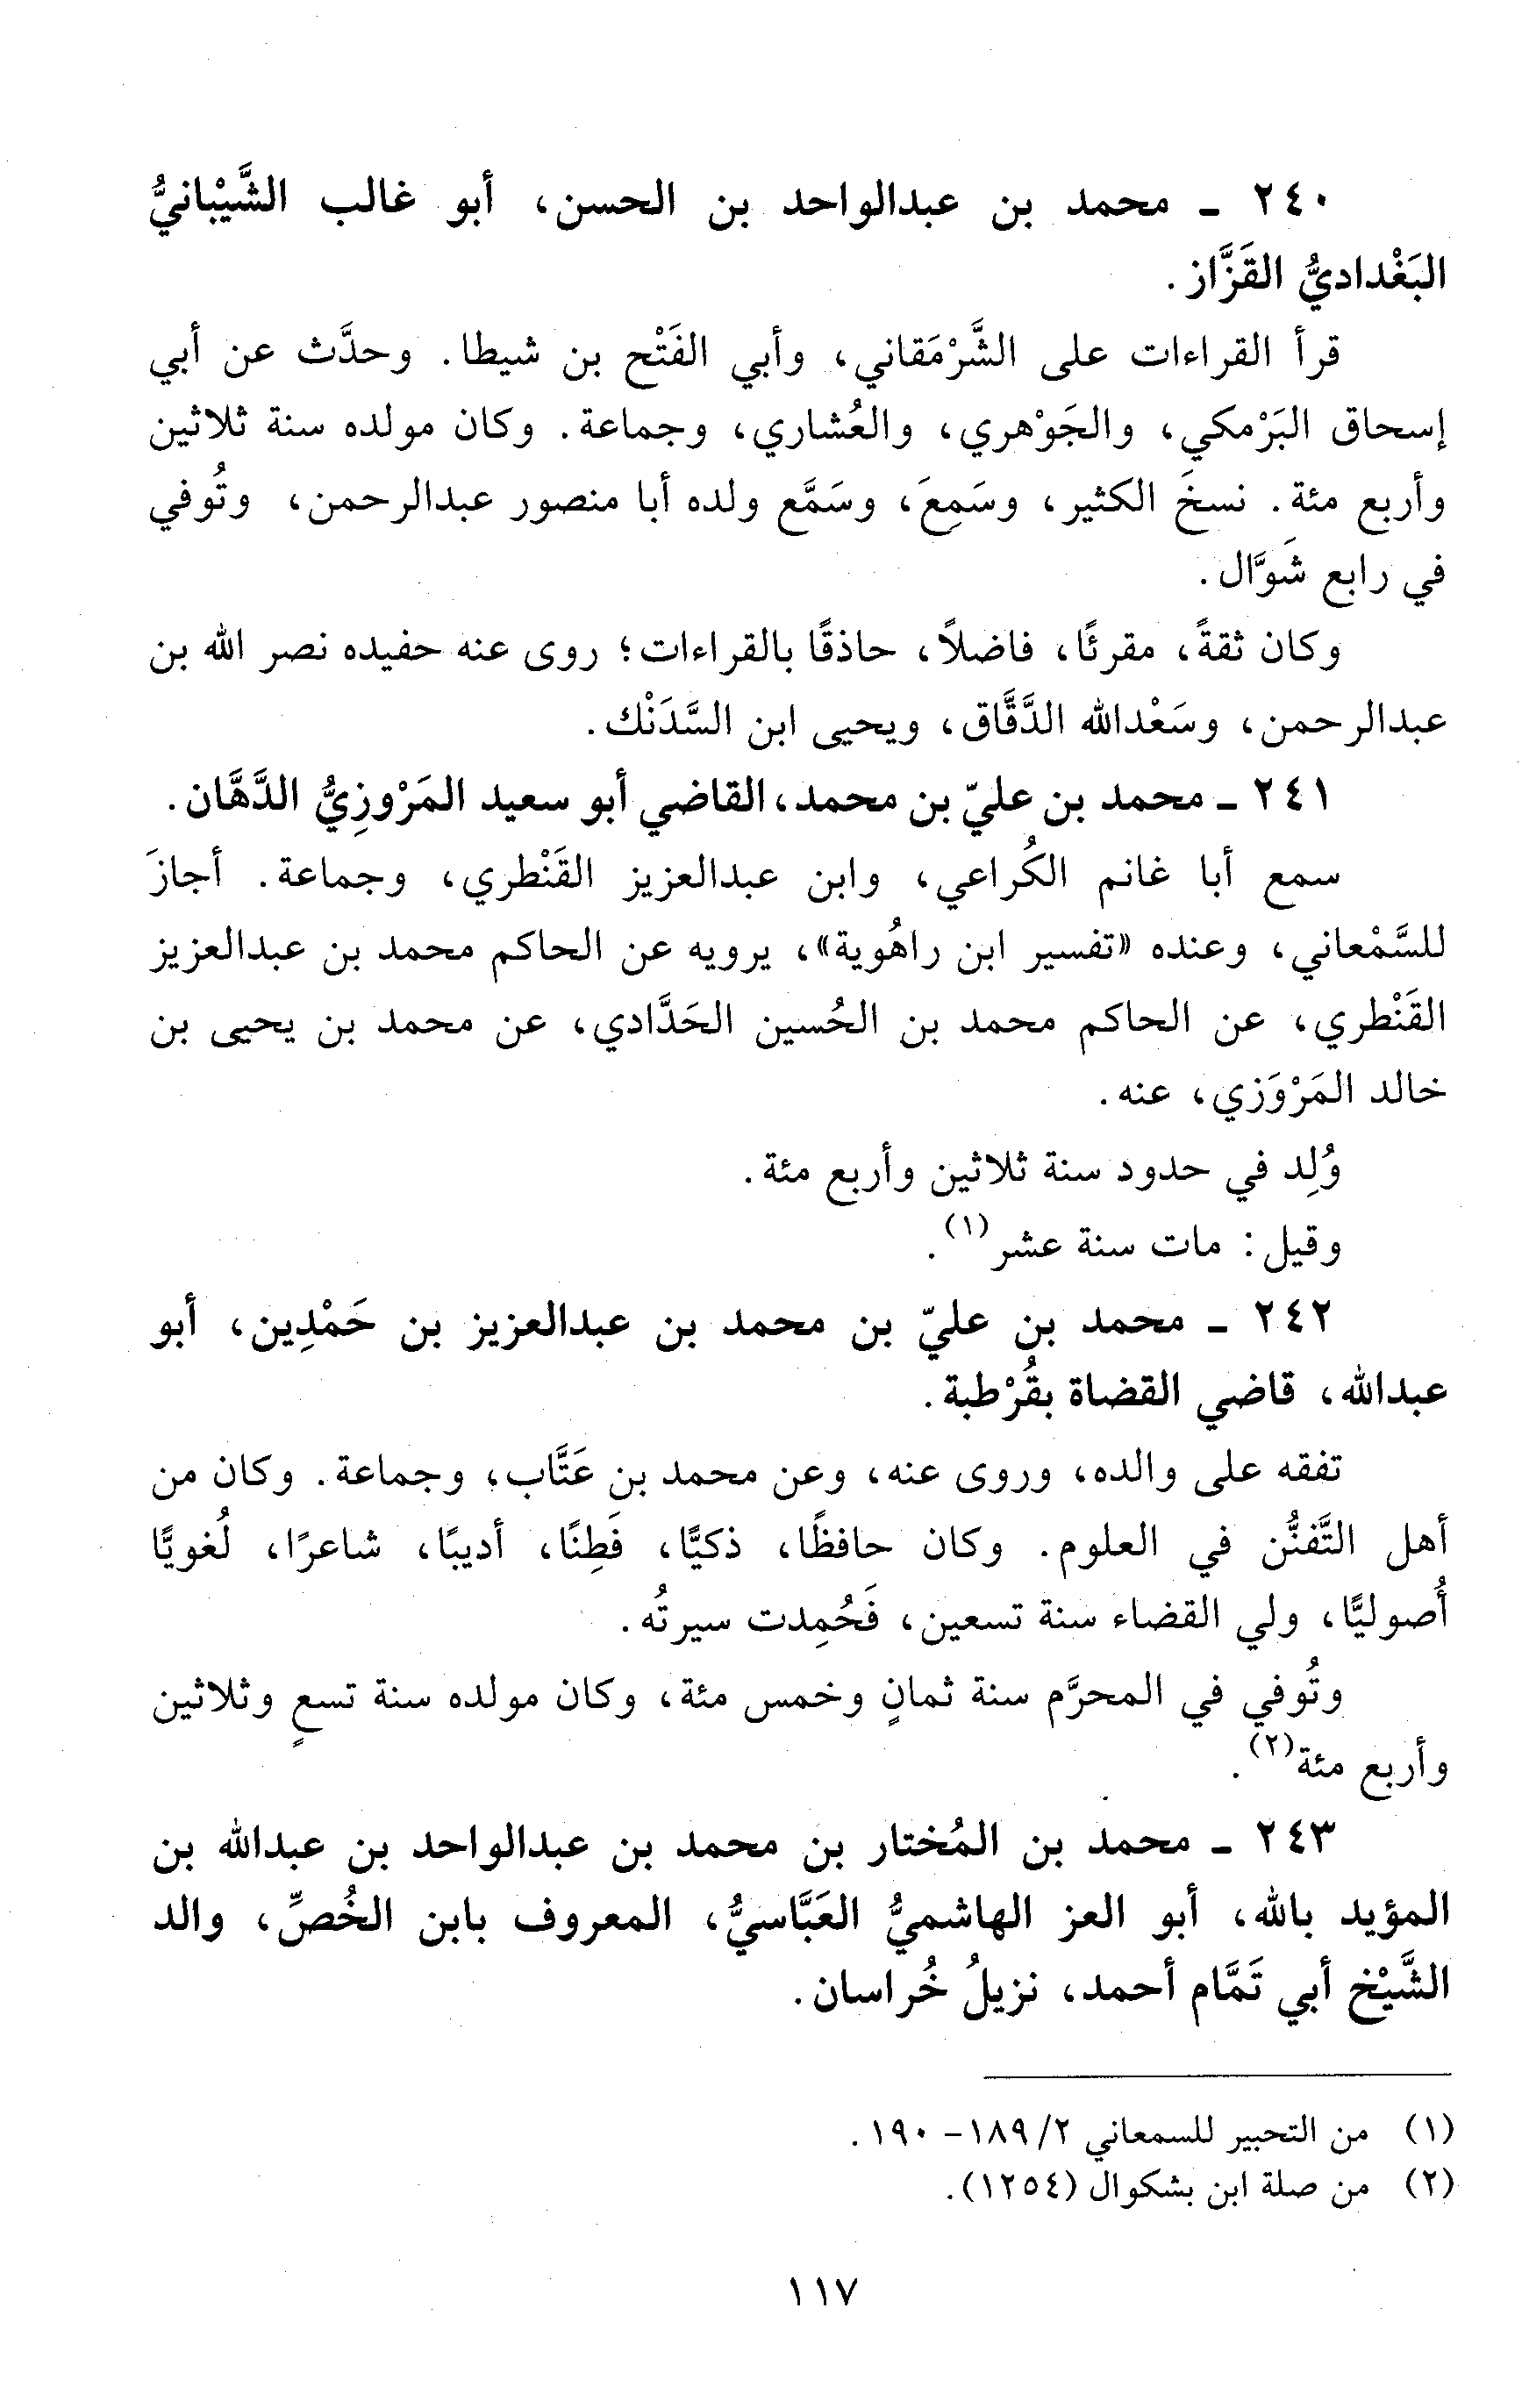 ٢٤٠ ـ محمد بن عبدالواحد بن الحسن، أبو غالب الشَّيْبانيُّ
البَغْداديُّ القَزَّاز.
قرأ القراءات على الشَّرْمَقاني، وأبي الفَتْح بن شيطا. وحدَّث عن أبي
إسحاق البَرْمكي، والجَوْهري، والعُشاري، وجماعة. وكان مولده سنة ثلاثين
وأربع مئة. نسخَ الكثير، وسَمِعَ، وسَمَّع ولده أبا منصور عبدالرحمن، وتُوفي
في رابع شَوَّال.
وكان ثقةً، مقرئًا، فاضلاً، حاذقًا بالقراءات؛ روى عنه حفيده نصر الله بن
عبدالرحمن، وسَعْدالله الدَّقَّاق، ويحيى ابن السَّدَنْك.
٢٤١ ـ محمد بن عليّ بن محمد، القاضي أبو سعيد المَرْوزِيُّ الدَّهَّان.
سمع أبا غانم الكُراعي، وابن عبدالعزيز القَنْطري، وجماعة. أجازَ
للسَّمْعاني، وعنده «تفسير ابن راهُوية»، يرويه عن الحاكم محمد بن عبدالعزيز
القَنْطري، عن الحاكم محمد بن الحُسين الحَدَّادي، عن محمد بن يحيى بن
خالد المَرْوَزي، عنه.
وُلِد في حدود سنة ثلاثين وأربع مئة.
وقيل: مات سنة عشر(١).
٢٤٢ ـ محمد بن عليّ بن محمد بن عبدالعزيز بن حَمْدِين، أبو
عبدالله، قاضي القضاة بقُرْطبة.
تفقه على والده، وروى عنه، وعن محمد بن عَتَّاب، وجماعة. وكان من
أهل التَّفنُّن في العلوم. وكان حافظًا، ذكيًّا، فَطِنًا، أديبًا، شاعرًا، لُغويًّا
أُصوليًّا، ولي القضاء سنة تسعين، فَحُمِدت سيرتُه.
وتُوفي في المحرَّم سنة ثمانٍ وخمس مئة، وكان مولده سنة تسعٍ وثلاثين
وأربع مئة(٢).
٢٤٣ ـ محمد بن المُختار بن محمد بن عبدالواحد بن عبدالله بن
المؤيد بالله، أبو العز الهاشميُّ العَبَّاسيُّ، المعروف بابن الخُصِّ، والد
الشَّيْخ أبي تَمَّام أحمد، نزيلُ خُراسان.
(١) من التحبير للسمعاني ٢/ ١٨٩- ١٩٠.
(٢) من صلة ابن بشكوال (١٢٥٤).
١١٧